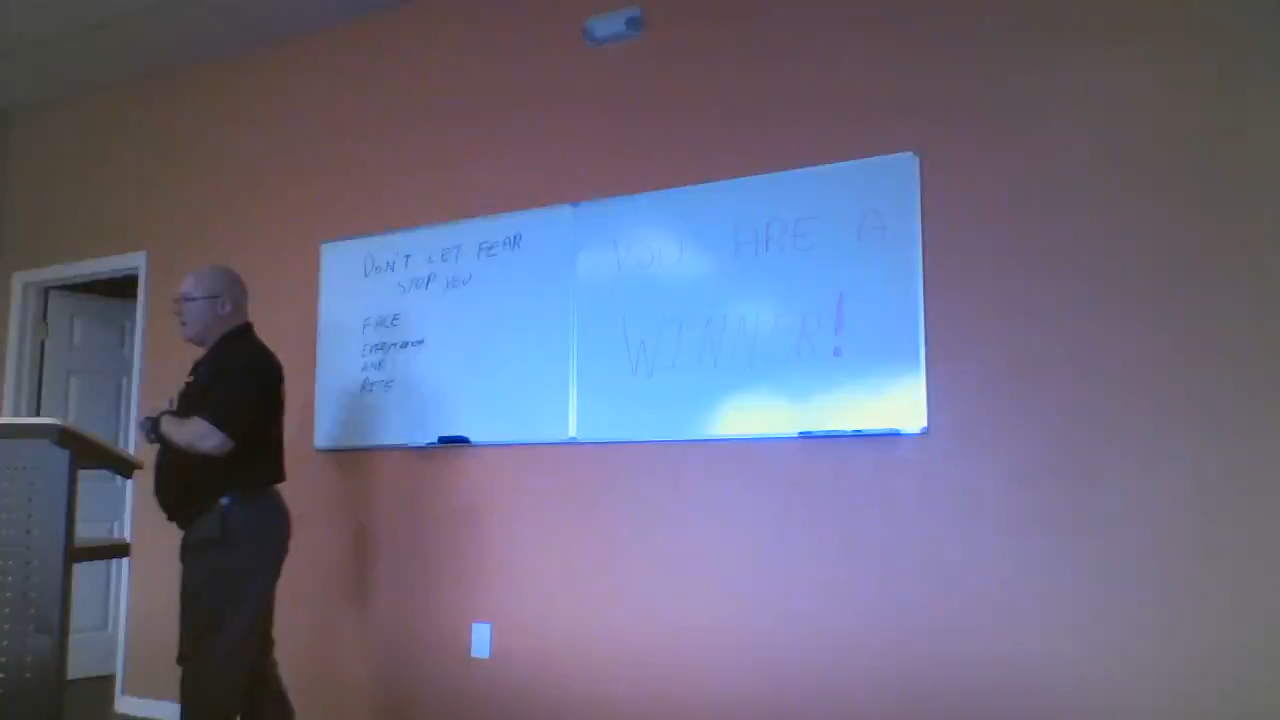 DON'T LET FEAR
STOP YOU
FACE
EVERYTHING
AND
RISE
YOU ARE A
WINNER!